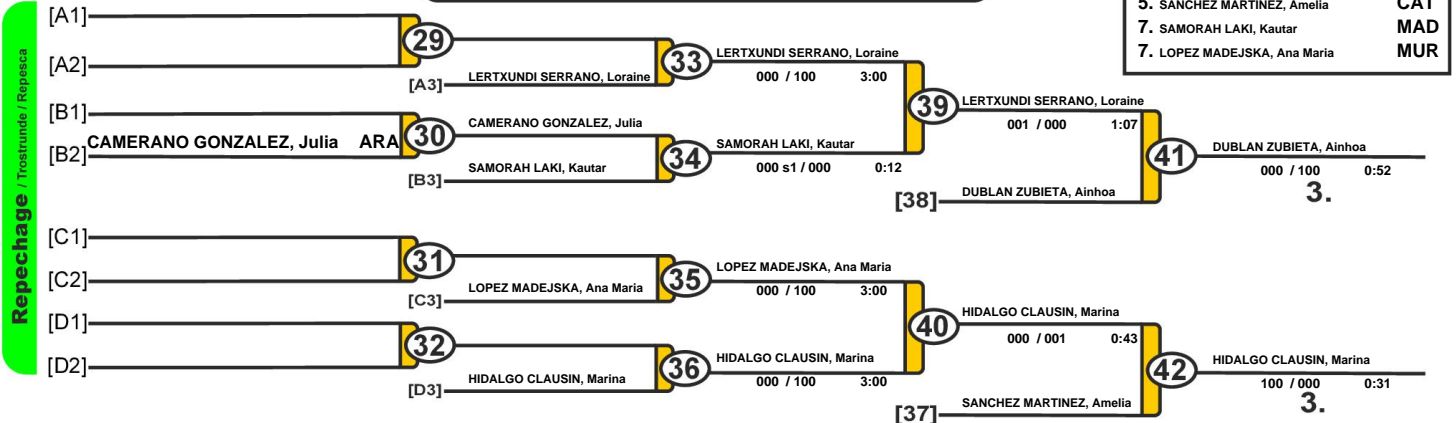 5. SANCHEZ MARTINEZ, Amelia CAT
7. SAMORAH LAKI, Kautar MAD
7. LOPEZ MADEJSKA, Ana Maria MUR
Repechage / Trostrunde / Repesca
[A1]
29
[A2]
33
LERTXUNDI SERRANO, Loraine
000 / 100 3:00
[A3] LERTXUNDI SERRANO, Loraine
39
LERTXUNDI SERRANO, Loraine
001 / 000 1:07
[B1]
CAMERANO GONZALEZ, Julia ARA
[B2]
30
CAMERANO GONZALEZ, Julia
34
SAMORAH LAKI, Kautar
000 s1 / 000 0:12
[B3] SAMORAH LAKI, Kautar
41
DUBLAN ZUBIETA, Ainhoa
000 / 100 0:52
3.
[38] DUBLAN ZUBIETA, Ainhoa
[C1]
31
[C2]
35
LOPEZ MADEJSKA, Ana Maria
000 / 100 3:00
[C3] LOPEZ MADEJSKA, Ana Maria
40
HIDALGO CLAUSIN, Marina
000 / 001 0:43
[D1]
32
[D2]
36
HIDALGO CLAUSIN, Marina
000 / 100 3:00
[D3] HIDALGO CLAUSIN, Marina
42
HIDALGO CLAUSIN, Marina
100 / 000 0:31
3.
[37] SANCHEZ MARTINEZ, Amelia